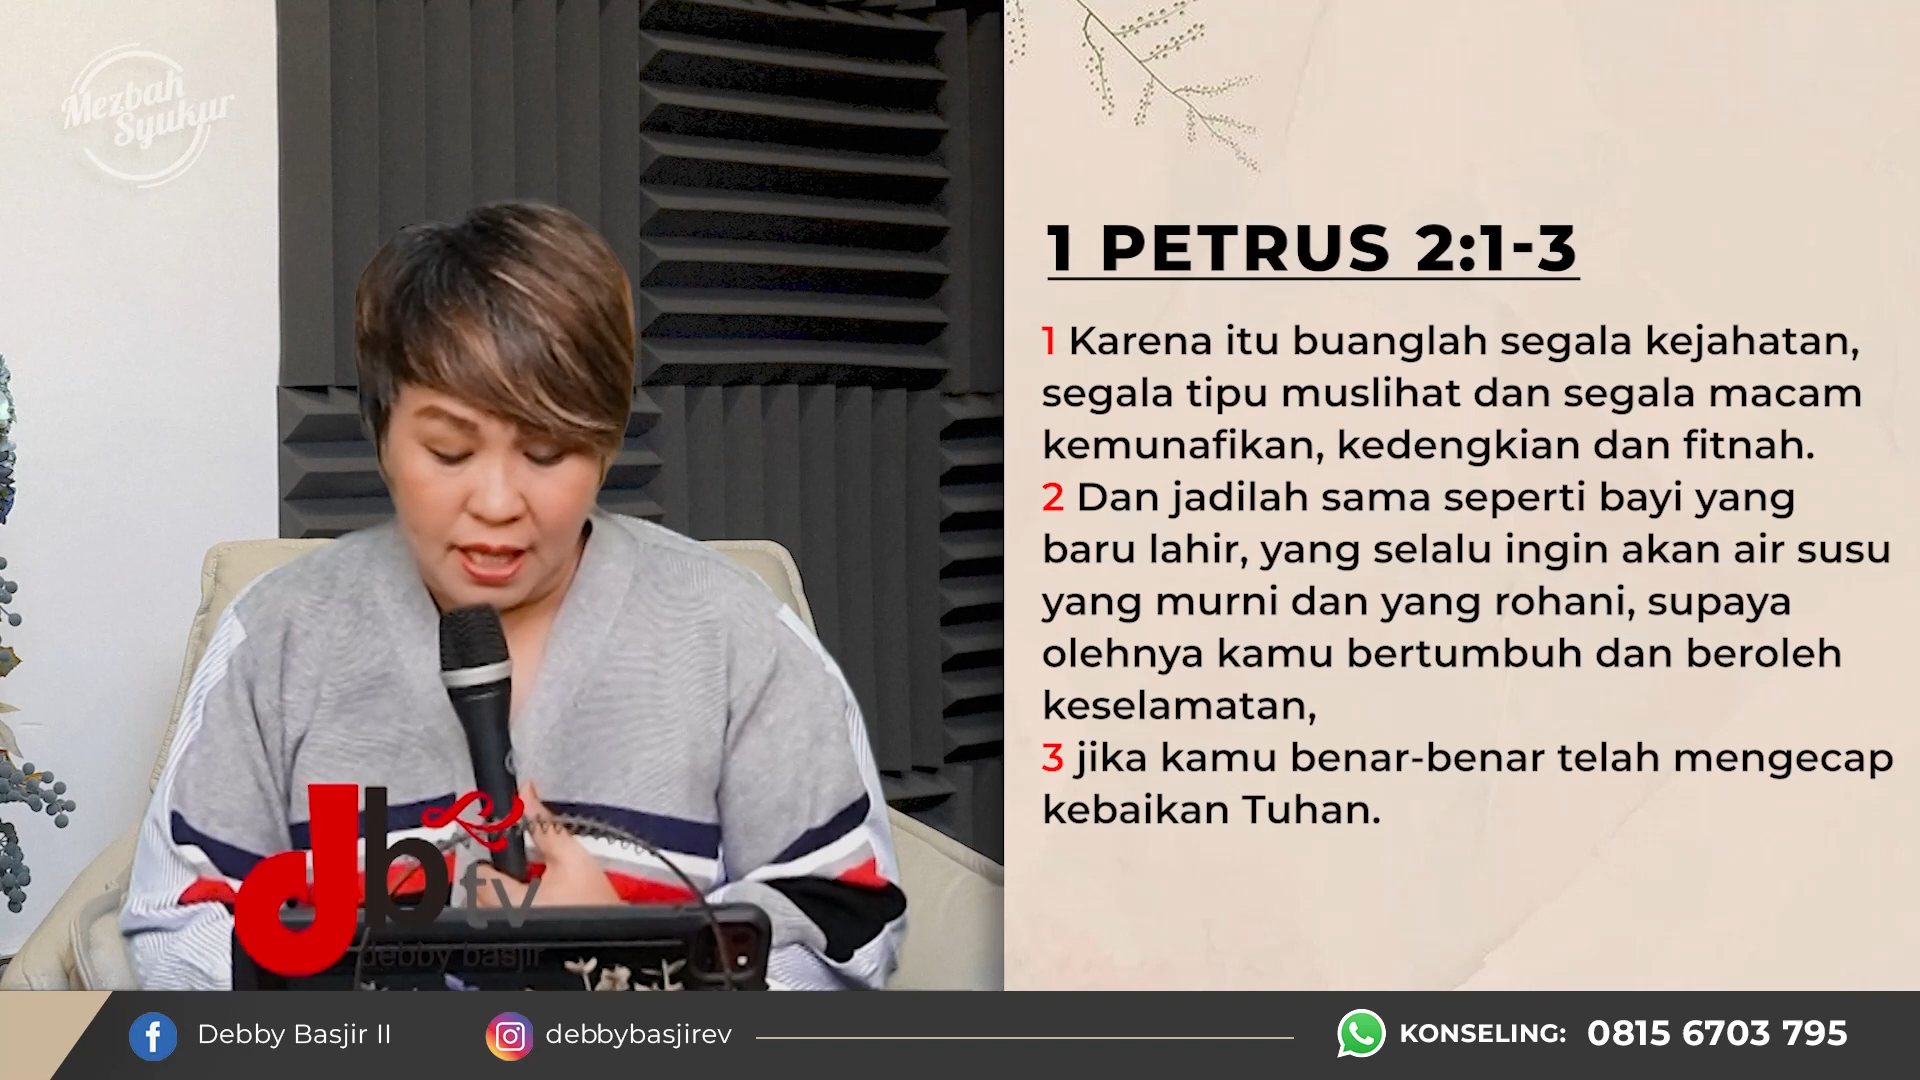 Mezbah
Syukur
1 PETRUS 2:1-3
1 Karena itu buanglah segala kejahatan,
segala tipu muslihat dan segala macam
kemunafikan, kedengkian dan fitnah.
2 Dan jadilah sama seperti bayi yang
baru lahir, yang selalu ingin akan air susu
yang murni dan yang rohani, supaya
olehnya kamu bertumbuh dan beroleh
keselamatan,
3 jika kamu benar-benar telah mengecap
kebaikan Tuhan.
db tv
debby basjir
Debby Basjir II
debbybasjirev
KONSELING: 0815 6703 795